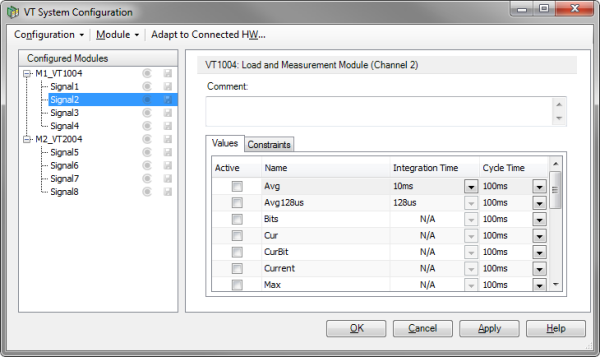 VT System Configuration
Configuration Module Adapt to Connected HW...
Configured Modules
M1_VT1004
Signal1
Signal2
Signal3
Signal4
M2_VT2004
Signal5
Signal6
Signal7
Signal8
VT1004: Load and Measurement Module (Channel 2)
Comment:
Values Constraints
Active Name Integration Time Cycle Time
Avg 10ms 100ms
Avg128us 128us 100ms
Bits N/A 100ms
Cur N/A 100ms
CurBit N/A 100ms
Current N/A 100ms
Max N/A 100ms
OK Cancel Apply Help